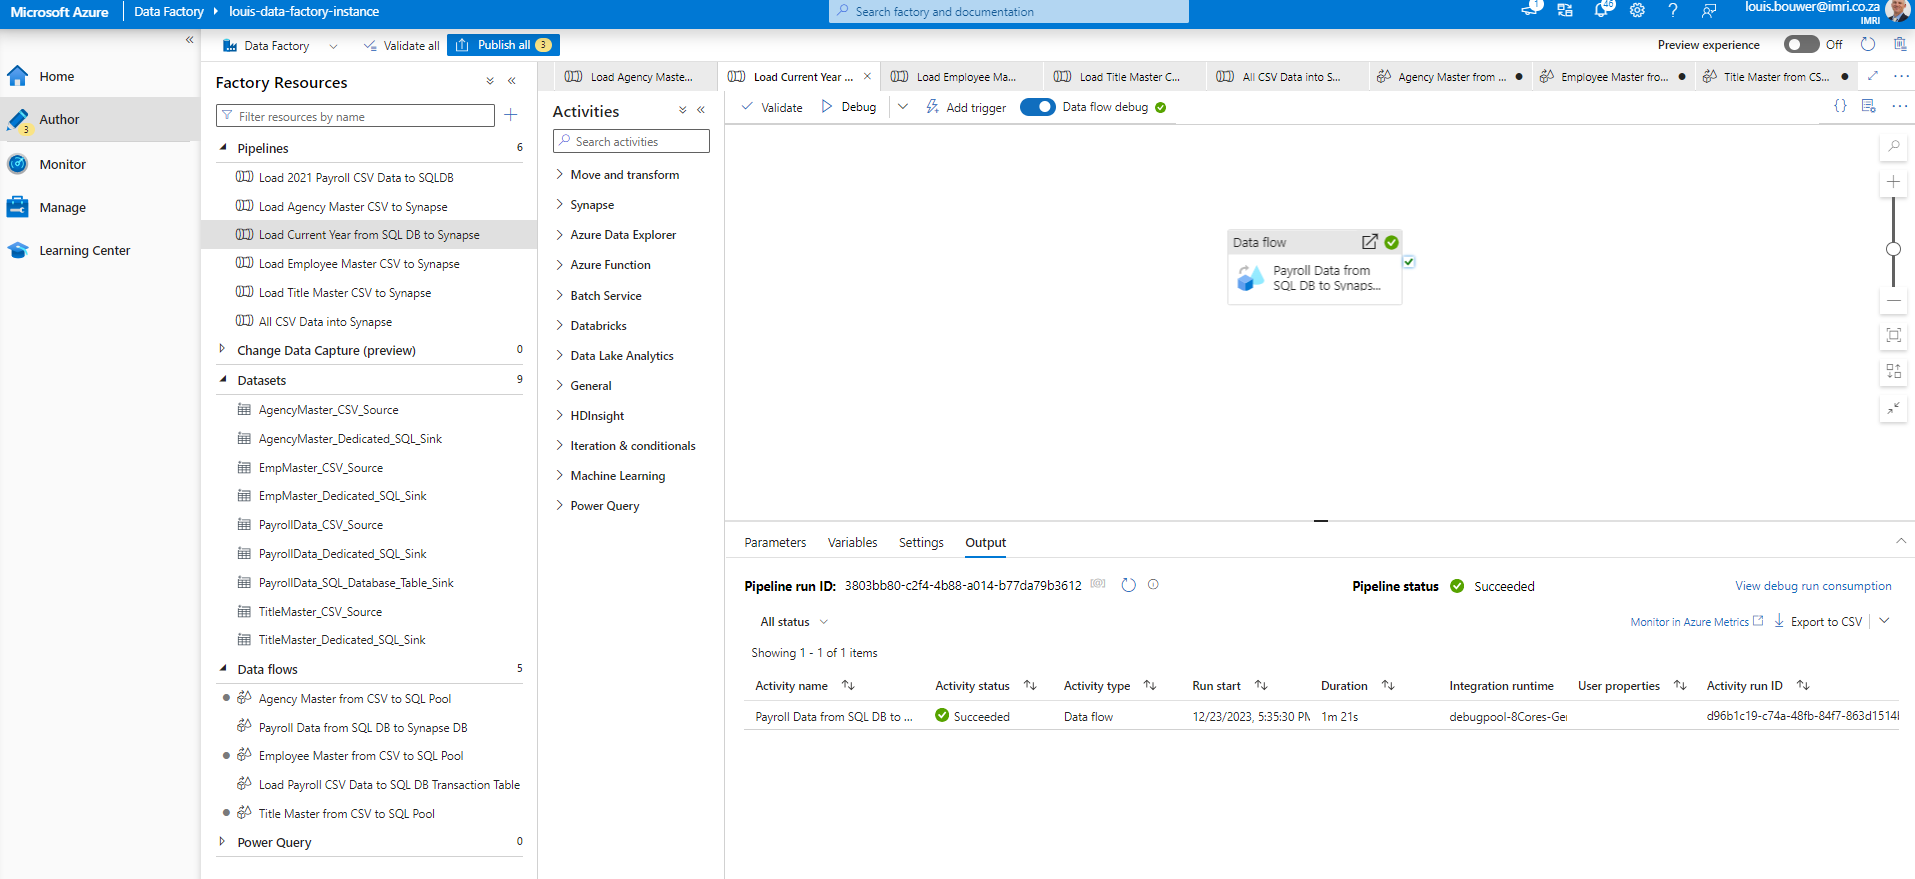 Microsoft Azure
Data Factory
louis-data-factory-instance
Search factory and documentation
1
46
louis.bouwer@imri.co.za
IMRI
Data Factory
Validate all
Publish all 3
Preview experience
Off
Home
Author
3
Monitor
Manage
Learning Center
Factory Resources
Filter resources by name
Pipelines 6
Load 2021 Payroll CSV Data to SQLDB
Load Agency Master CSV to Synapse
Load Current Year from SQL DB to Synapse
Load Employee Master CSV to Synapse
Load Title Master CSV to Synapse
All CSV Data into Synapse
Change Data Capture (preview) 0
Datasets 9
AgencyMaster_CSV_Source
AgencyMaster_Dedicated_SQL_Sink
EmpMaster_CSV_Source
EmpMaster_Dedicated_SQL_Sink
PayrollData_CSV_Source
PayrollData_Dedicated_SQL_Sink
PayrollData_SQL_Database_Table_Sink
TitleMaster_CSV_Source
TitleMaster_Dedicated_SQL_Sink
Data flows 5
Agency Master from CSV to SQL Pool
Payroll Data from SQL DB to Synapse DB
Employee Master from CSV to SQL Pool
Load Payroll CSV Data to SQL DB Transaction Table
Title Master from CSV to SQL Pool
Power Query 0
Load Agency Maste...
Load Current Year ...
Load Employee Ma...
Load Title Master C...
All CSV Data into S...
Agency Master from ...
Employee Master fro...
Title Master from CS...
Activities
Search activities
Move and transform
Synapse
Azure Data Explorer
Azure Function
Batch Service
Databricks
Data Lake Analytics
General
HDInsight
Iteration & conditionals
Machine Learning
Power Query
Validate
Debug
Add trigger
Data flow debug
Data flow
Payroll Data from
SQL DB to Synaps...
Parameters Variables Settings Output
Pipeline run ID: 3803bb80-c2f4-4b88-a014-b77da79b3612
Pipeline status Succeeded
View debug run consumption
All status
Monitor in Azure Metrics
Export to CSV
Showing 1 - 1 of 1 items
Activity name Activity status Activity type Run start Duration Integration runtime User properties Activity run ID
Payroll Data from SQL DB to ... Succeeded Data flow 12/23/2023, 5:35:30 PM 1m 21s debugpool-8Cores-Ge d96b1c19-c74a-48fb-84f7-863d1514